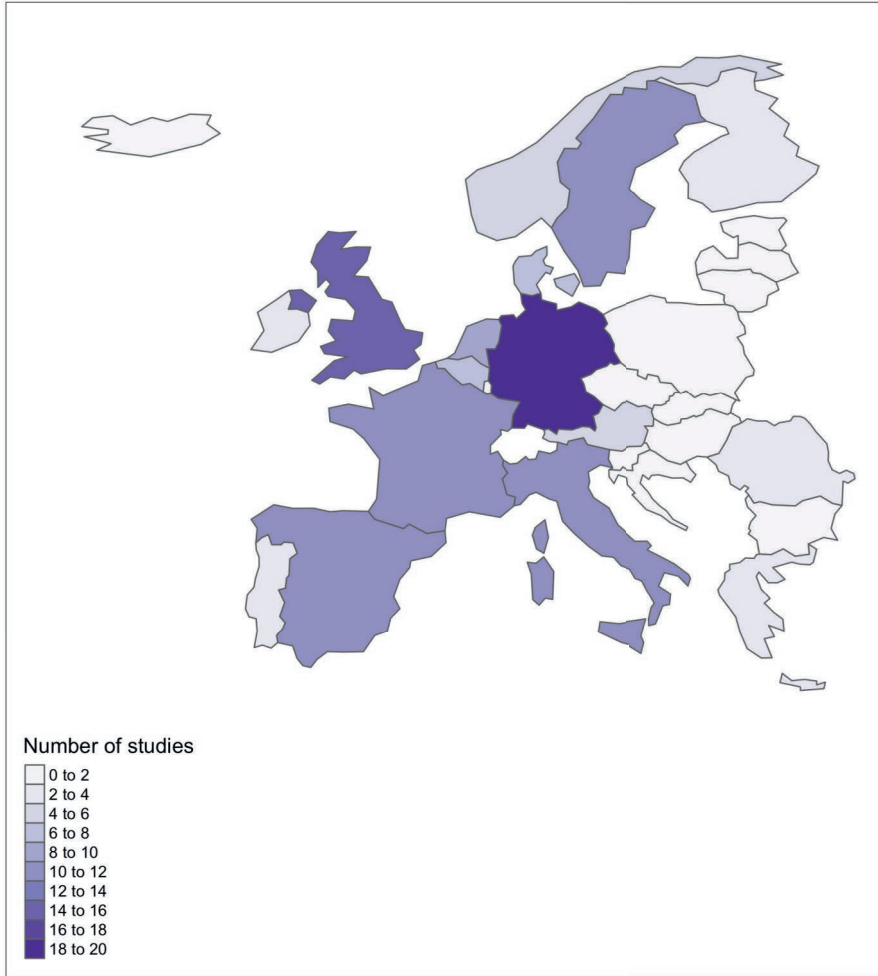 Number of studies
0 to 2
2 to 4
4 to 6
6 to 8
8 to 10
10 to 12
12 to 14
14 to 16
16 to 18
18 to 20